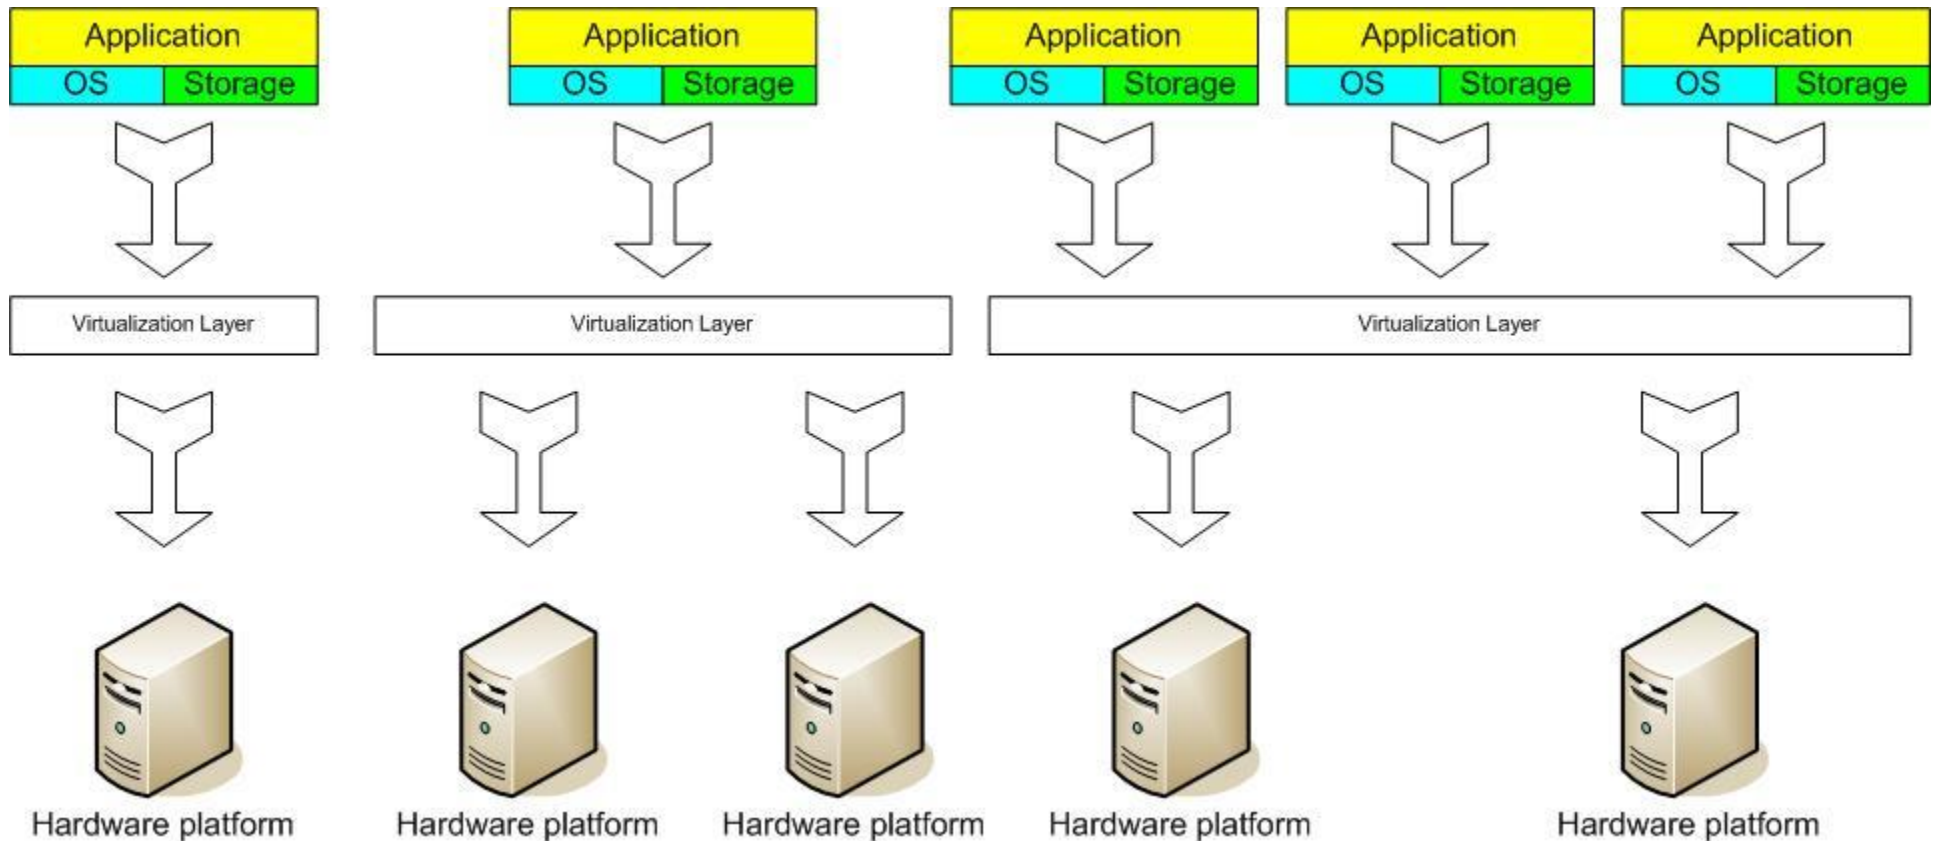 Application
OS Storage
Application
OS Storage
Application
OS Storage
Application
OS Storage
Application
OS Storage
Virtualization Layer
Virtualization Layer
Virtualization Layer
Hardware platform
Hardware platform
Hardware platform
Hardware platform
Hardware platform